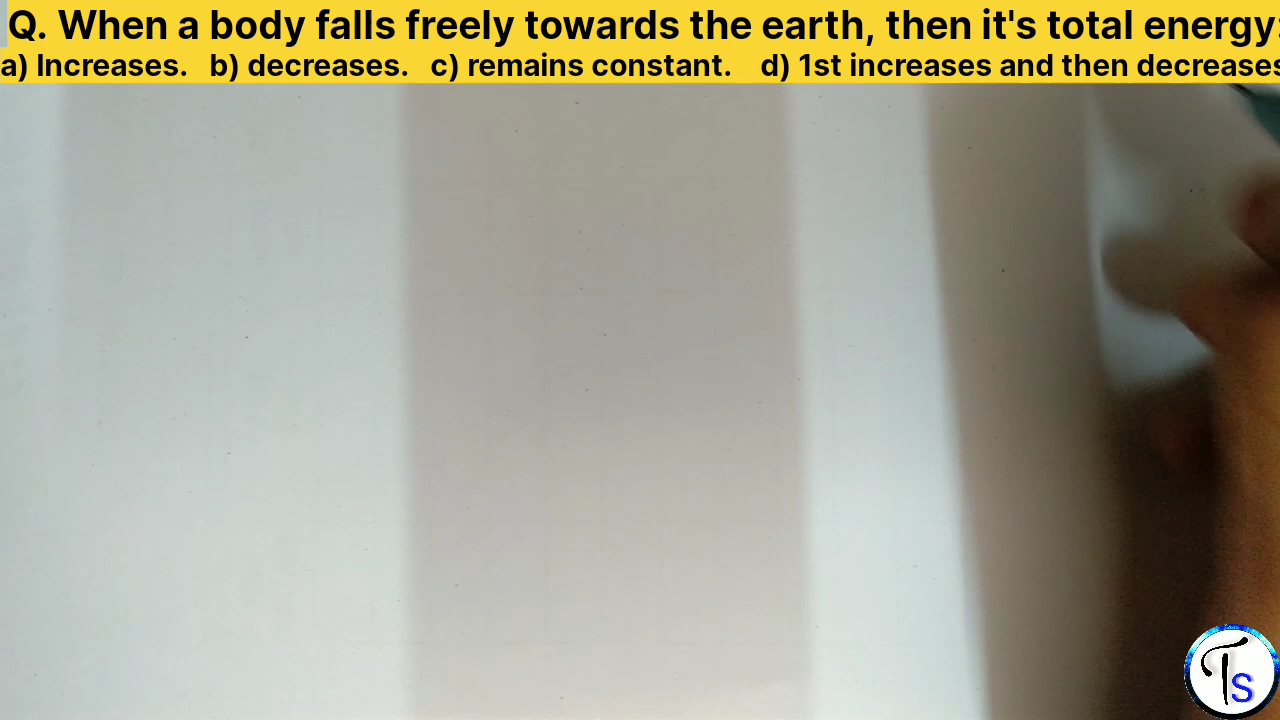 Q. When a body falls freely towards the earth, then it's total energy:
a) Increases. b) decreases. c) remains constant. d) 1st increases and then decreases
Ts